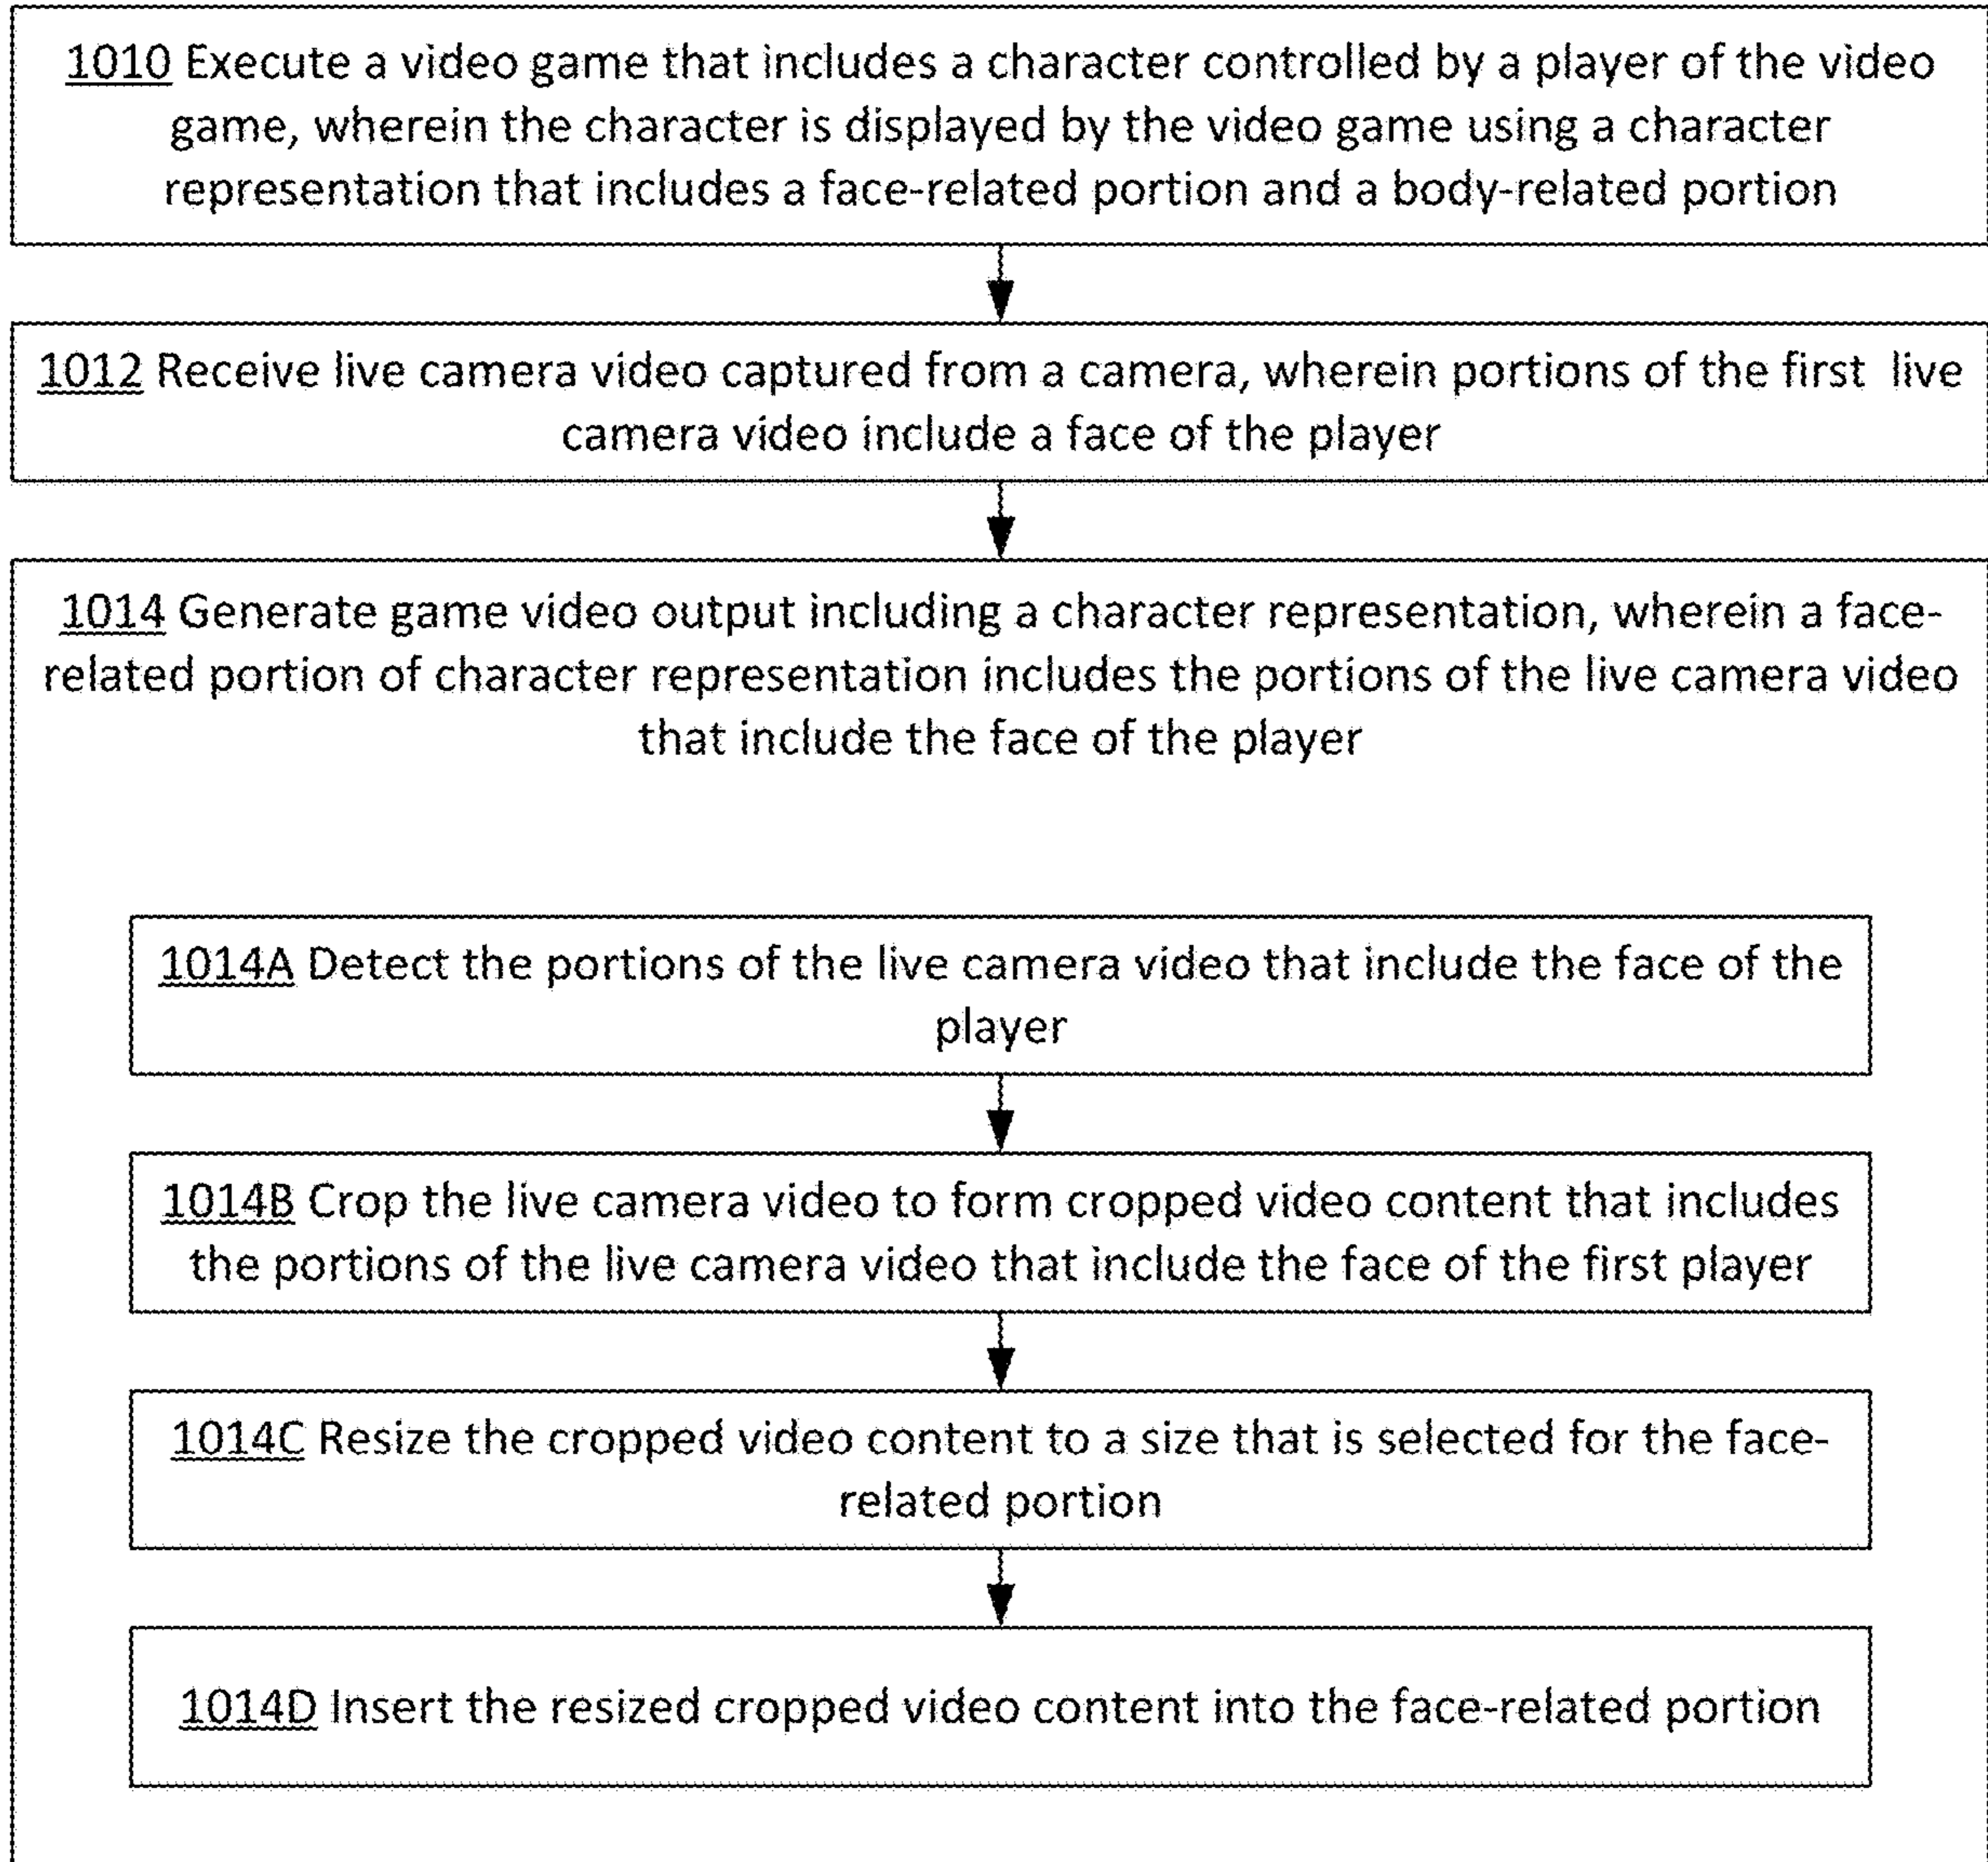 1010 Execute a video game that includes a character controlled by a player of the video
game, wherein the character is displayed by the video game using a character
representation that includes a face-related portion and a body-related portion
1012 Receive live camera video captured from a camera, wherein portions of the first live
camera video include a face of the player
1014 Generate game video output including a character representation, wherein a face-
related portion of character representation includes the portions of the live camera video
that include the face of the player
1014A Detect the portions of the live camera video that include the face of the
player
1014B Crop the live camera video to form cropped video content that includes
the portions of the live camera video that include the face of the first player
1014C Resize the cropped video content to a size that is selected for the face-
related portion
1014D Insert the resized cropped video content into the face-related portion